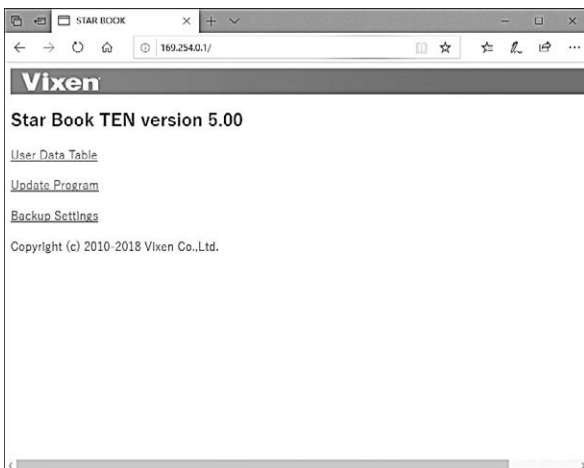 STAR BOOK
169.254.0.1/
Vixen
Star Book TEN version 5.00
User Data Table
Update Program
Backup Settings
Copyright (c) 2010-2018 Vixen Co.,Ltd.